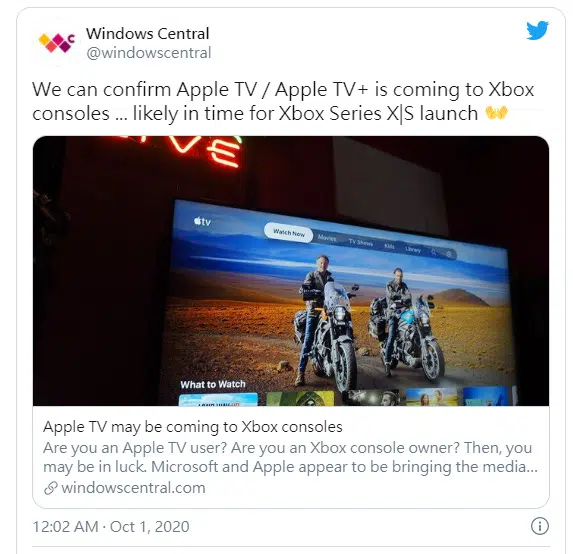 Windows Central
@windowscentral
We can confirm Apple TV / Apple TV+ is coming to Xbox
consoles ... likely in time for Xbox Series X|S launch 👐
tv
Watch Now Movies TV Shows Kids Library
What to Watch
Apple TV may be coming to Xbox consoles
Are you an Apple TV user? Are you an Xbox console owner? Then, you
may be in luck. Microsoft and Apple appear to be bringing the media...
windowscentral.com
12:02 AM · Oct 1, 2020